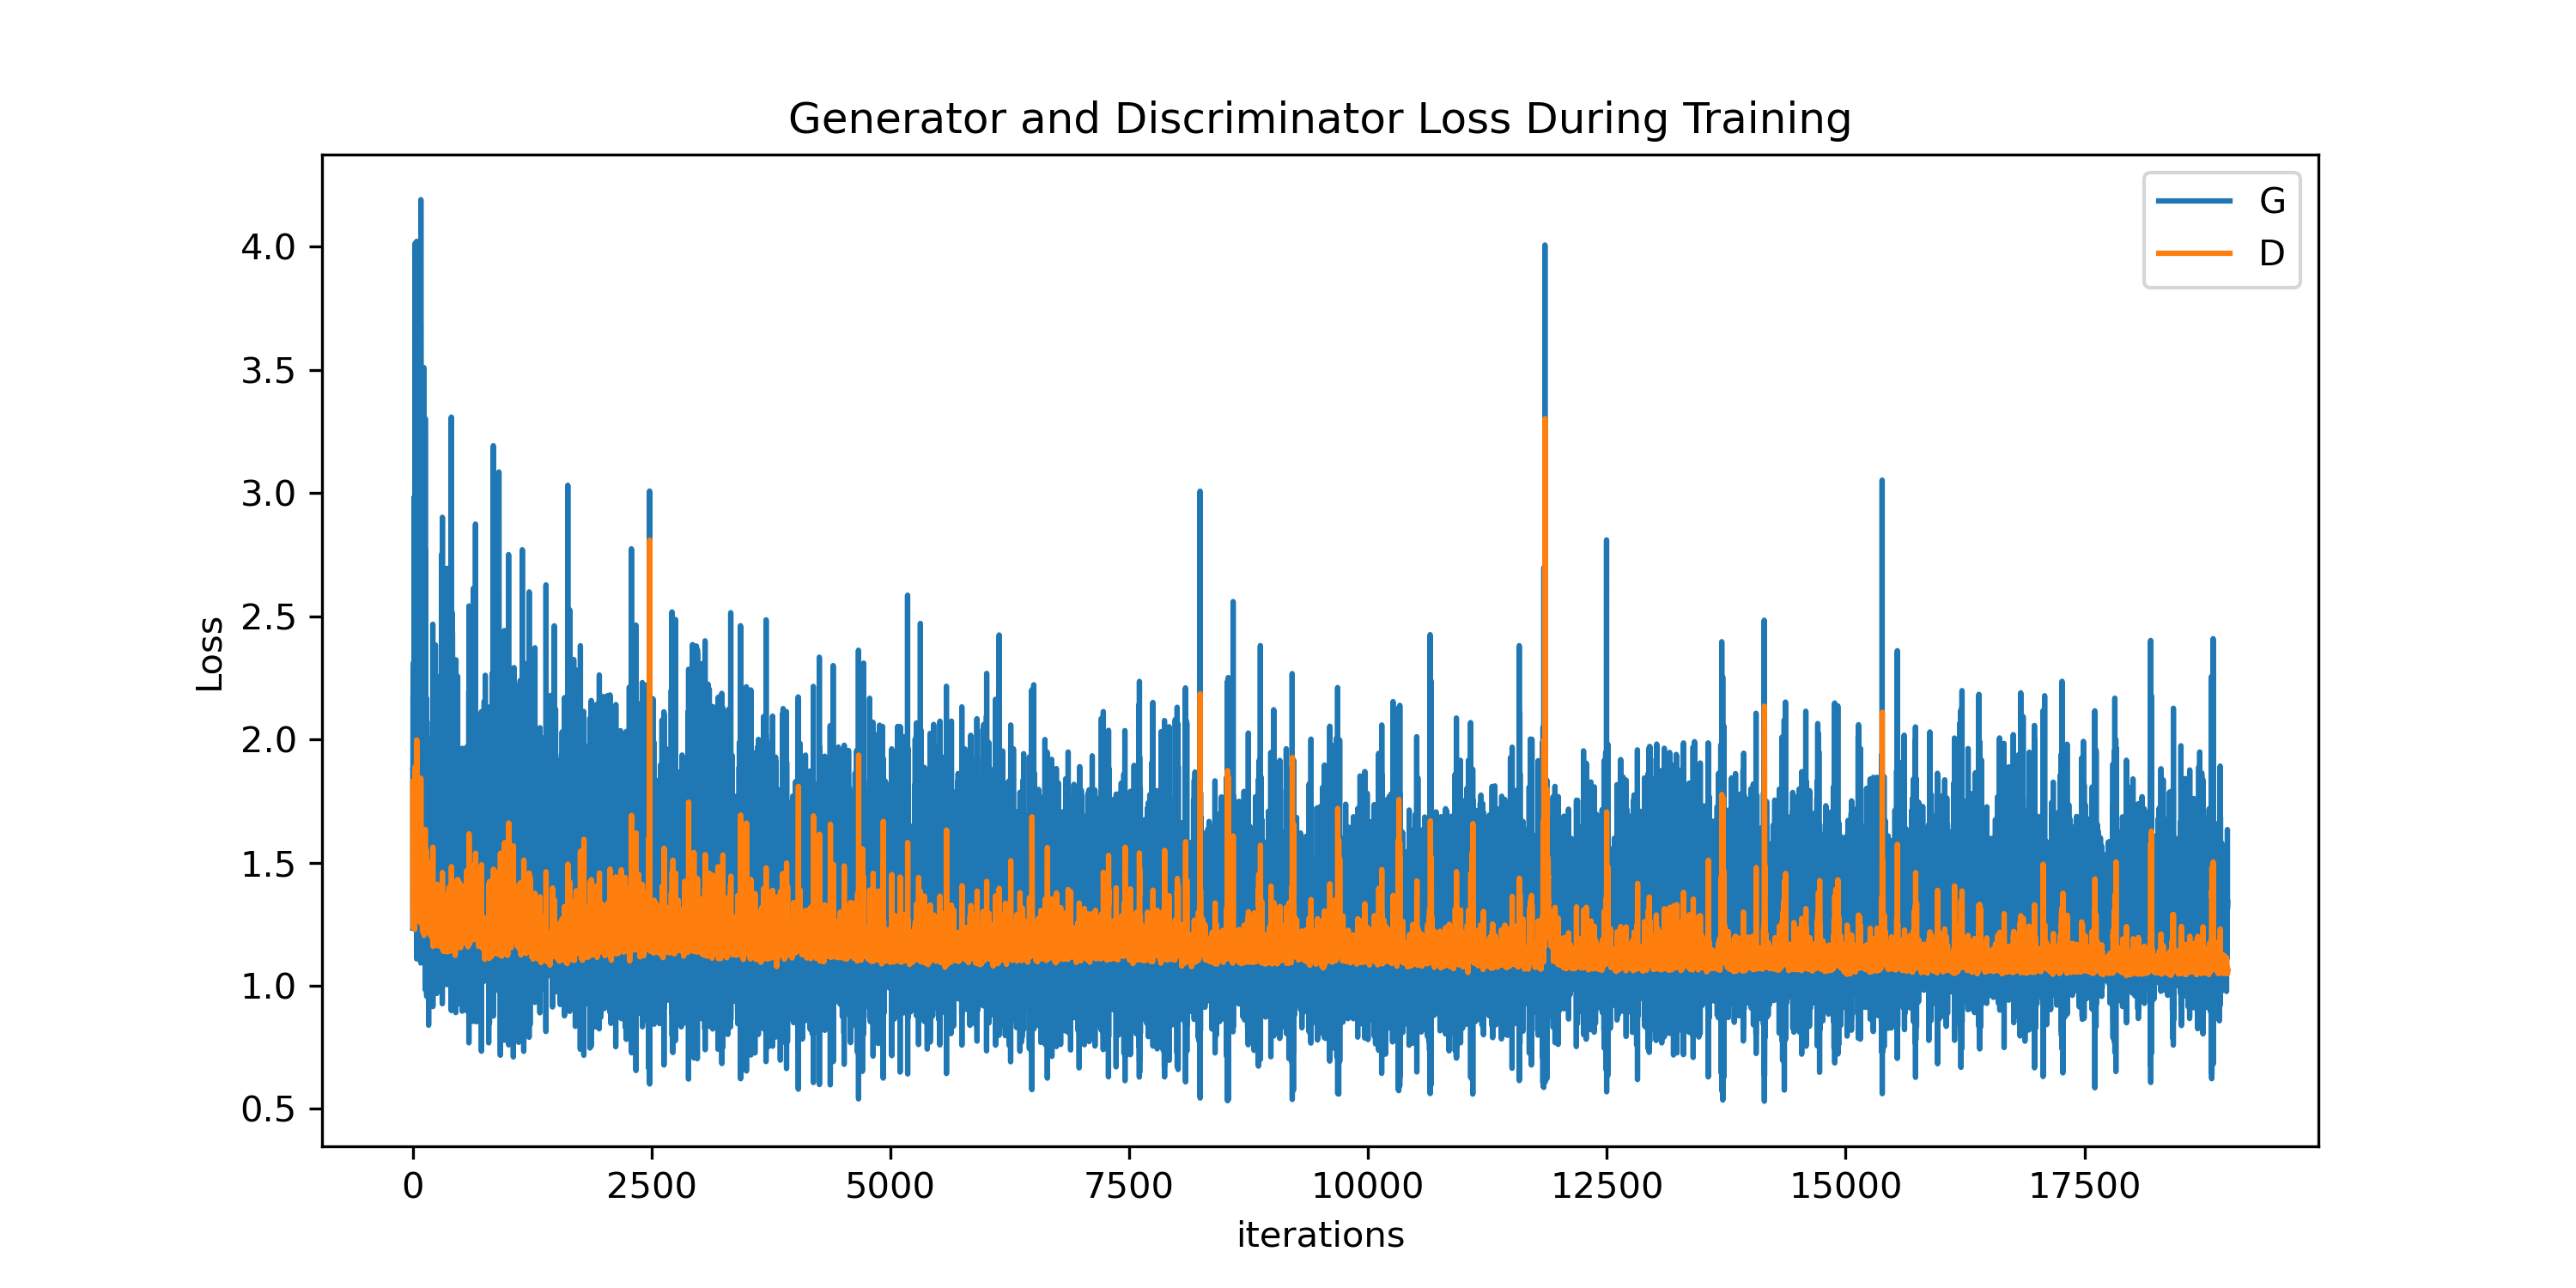 Generator and Discriminator Loss During Training
G
D
4.0
3.5
3.0
2.5
2.0
1.5
1.0
0.5
Loss
0 2500 5000 7500 10000 12500 15000 17500
iterations